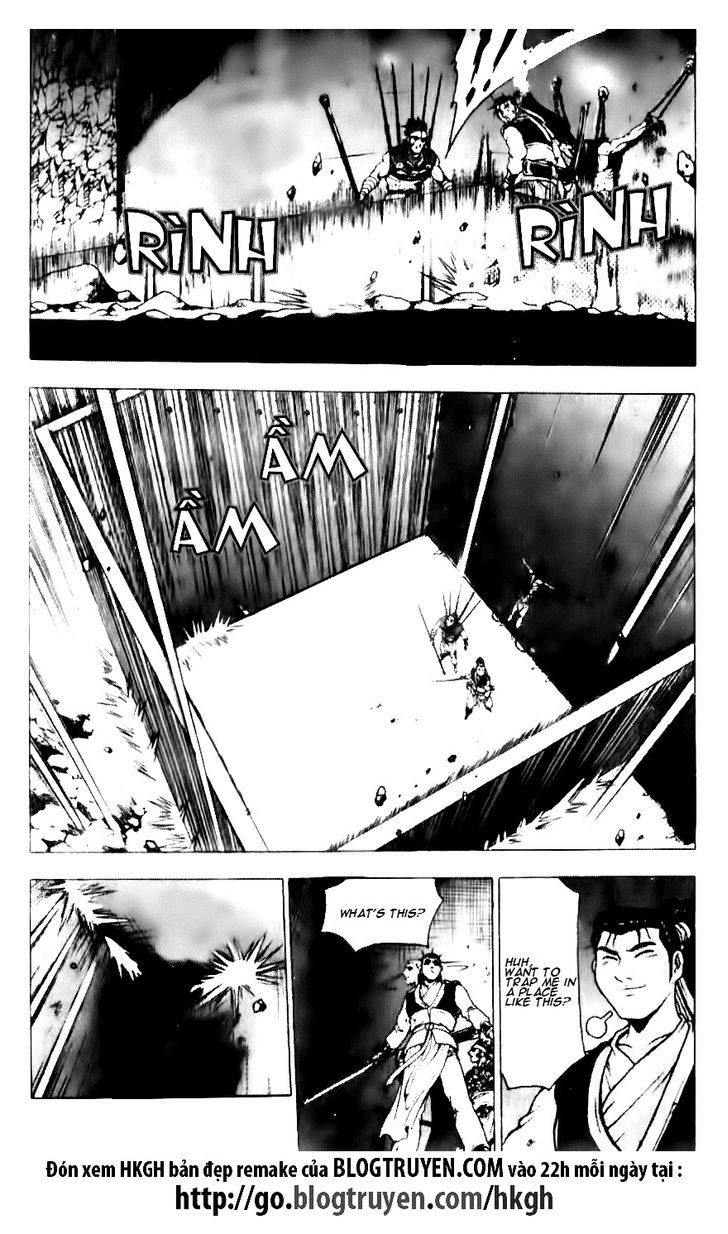 RÌNH
RÌNH
ẦM
ẦM
WHAT'S THIS?
HUH,
WANT TO
TRAP ME IN
A PLACE
LIKE THIS?
Đón xem HKGH bản đẹp remake của BLOGTRUYEN.COM vào 22h mỗi ngày tại :
http://go.blogtruyen.com/hkgh